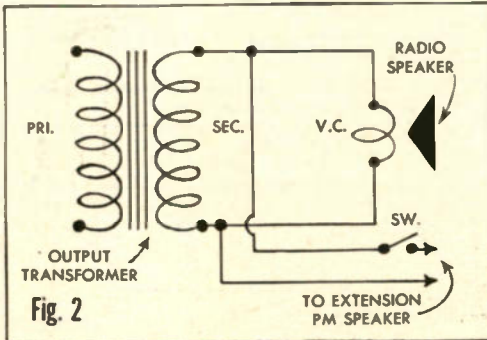 RADIO
SPEAKER
PRI.
SEC.
V.C.
SW.
OUTPUT
TRANSFORMER
TO EXTENSION
PM SPEAKER
Fig. 2